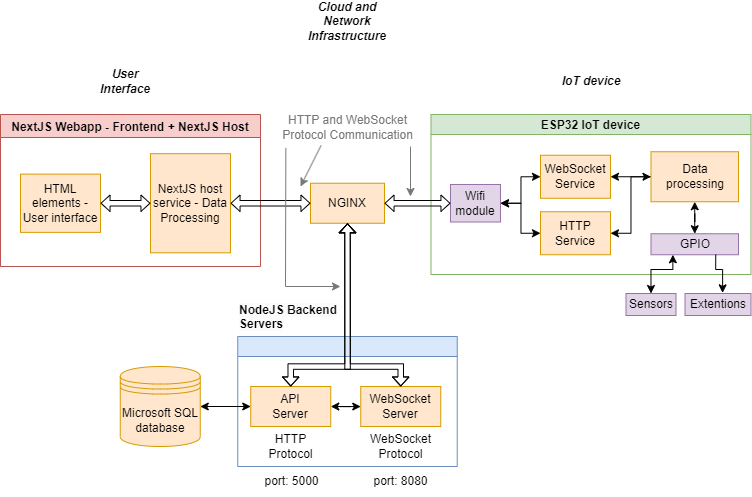 Cloud and
Network
Infrastructure
User
Interface
IoT device
NextJS Webapp - Frontend + NextJS Host
HTTP and WebSocket
Protocol Communication
ESP32 IoT device
HTML
elements -
User interface
NextJS host
service - Data
Processing
NGINX
Wifi
module
WebSocket
Service
HTTP
Service
Data
processing
GPIO
Sensors
Extentions
NodeJS Backend
Servers
Microsoft SQL
database
API
Server
WebSocket
Server
HTTP
Protocol
WebSocket
Protocol
port: 5000
port: 8080